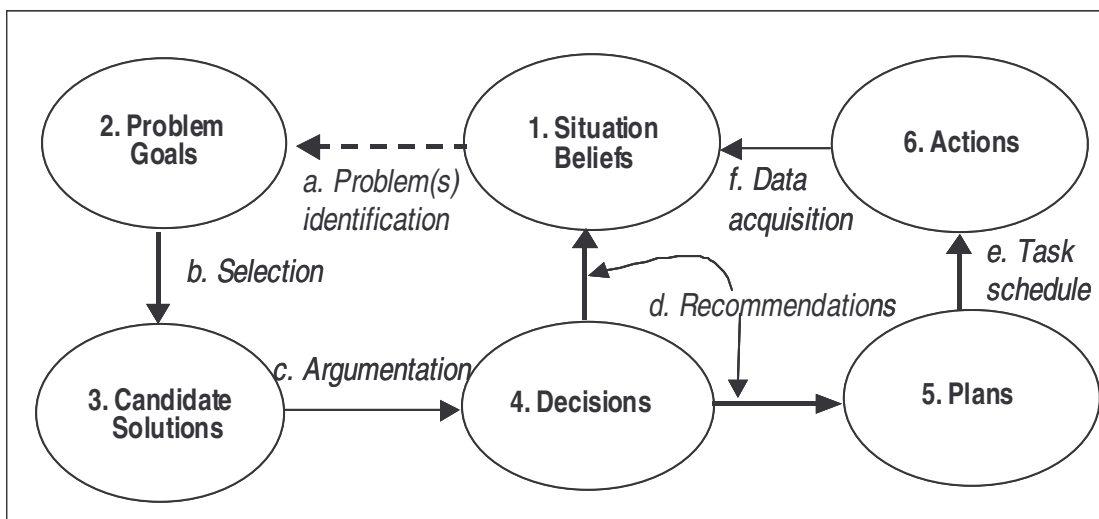 2. Problem
Goals
1. Situation
Beliefs
6. Actions
a. Problem(s)
identification
f. Data
acquisition
b. Selection
e. Task
schedule
d. Recommendations
c. Argumentation
3. Candidate
Solutions
4. Decisions
5. Plans